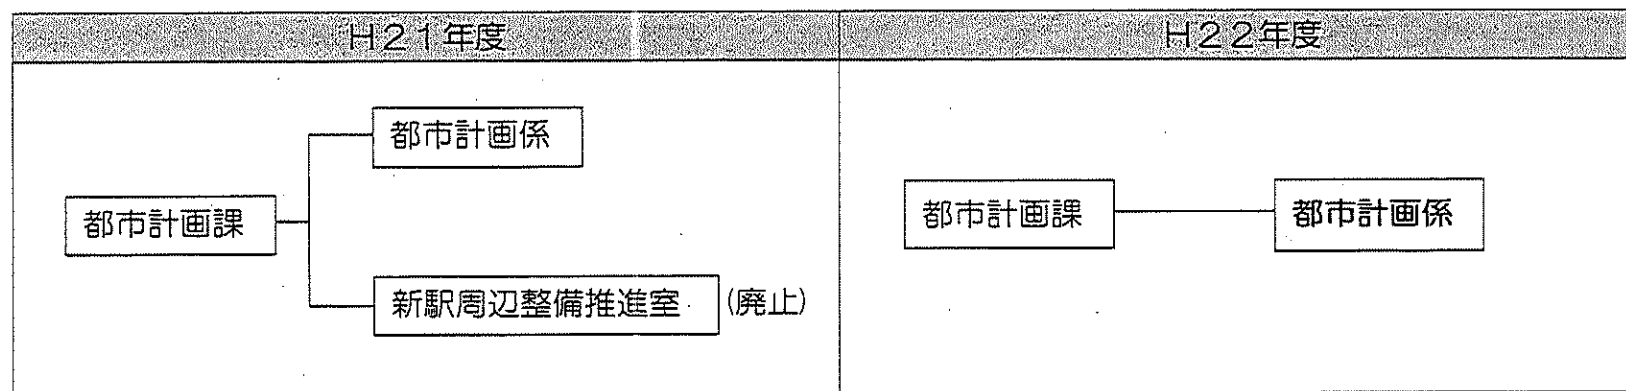 H21年度
都市計画課
都市計画係
新駅周辺整備推進室
(廃止)
H22年度
都市計画課
都市計画係